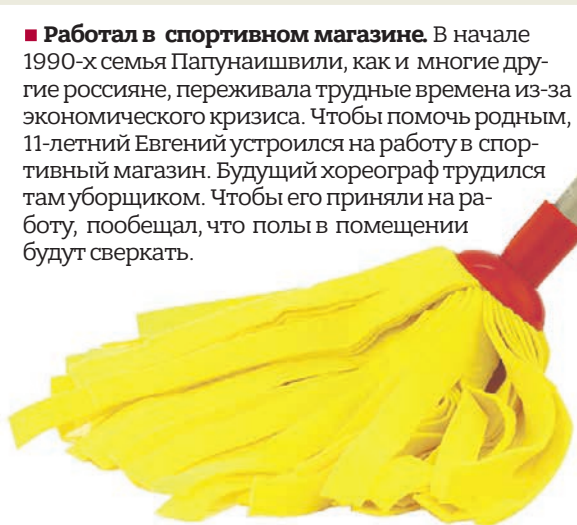 ■ Работал в спортивном магазине. В начале
1990-х семья Папунаишвили, как и многие дру-
гие россияне, переживала трудные времена из-за
экономического кризиса. Чтобы помочь родным,
11-летний Евгений устроился на работу в спор-
тивный магазин. Будущий хореограф трудился
там уборщиком. Чтобы его приняли на ра-
боту, пообещал, что полы в помещении
будут сверкать.